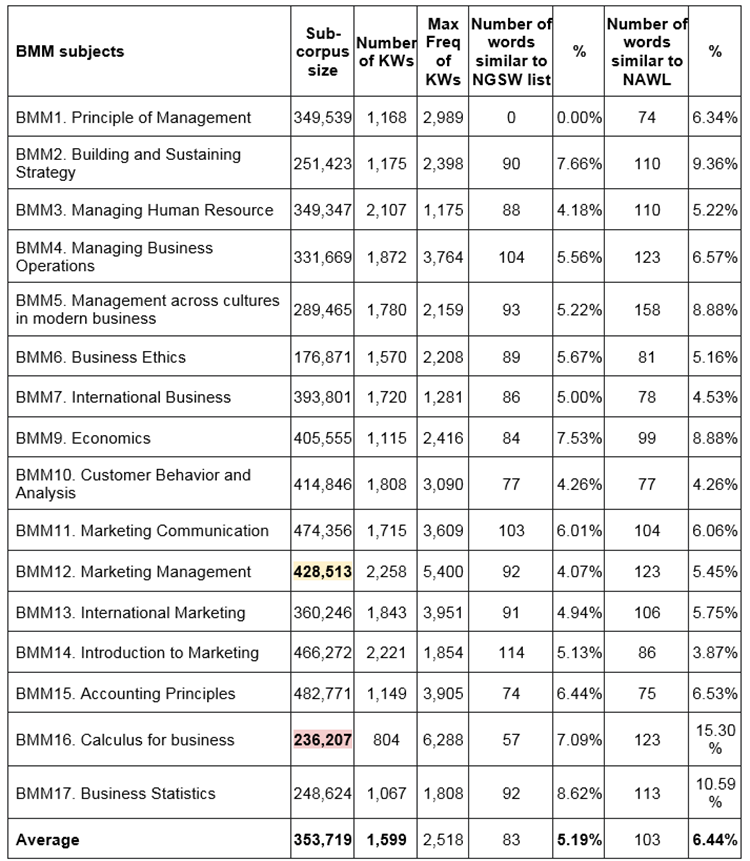 BMM subjects Sub-corpus size Number of KWs Max Freq of KWs Number of words similar to NGSW list % Number of words similar to NAWL %
BMM1. Principle of Management 349,539 1,168 2,989 0 0.00% 74 6.34%
BMM2. Building and Sustaining Strategy 251,423 1,175 2,398 90 7.66% 110 9.36%
BMM3. Managing Human Resource 349,347 2,107 1,175 88 4.18% 110 5.22%
BMM4. Managing Business Operations 331,669 1,872 3,764 104 5.56% 123 6.57%
BMM5. Management across cultures in modern business 289,465 1,780 2,159 93 5.22% 158 8.88%
BMM6. Business Ethics 176,871 1,570 2,208 89 5.67% 81 5.16%
BMM7. International Business 393,801 1,720 1,281 86 5.00% 78 4.53%
BMM9. Economics 405,555 1,115 2,416 84 7.53% 99 8.88%
BMM10. Customer Behavior and Analysis 414,846 1,808 3,090 77 4.26% 77 4.26%
BMM11. Marketing Communication 474,356 1,715 3,609 103 6.01% 104 6.06%
BMM12. Marketing Management 428,513 2,258 5,400 92 4.07% 123 5.45%
BMM13. International Marketing 360,246 1,843 3,951 91 4.94% 106 5.75%
BMM14. Introduction to Marketing 466,272 2,221 1,854 114 5.13% 86 3.87%
BMM15. Accounting Principles 482,771 1,149 3,905 74 6.44% 75 6.53%
BMM16. Calculus for business 236,207 804 6,288 57 7.09% 123 15.30%
BMM17. Business Statistics 248,624 1,067 1,808 92 8.62% 113 10.59%
Average 353,719 1,599 2,518 83 5.19% 103 6.44%